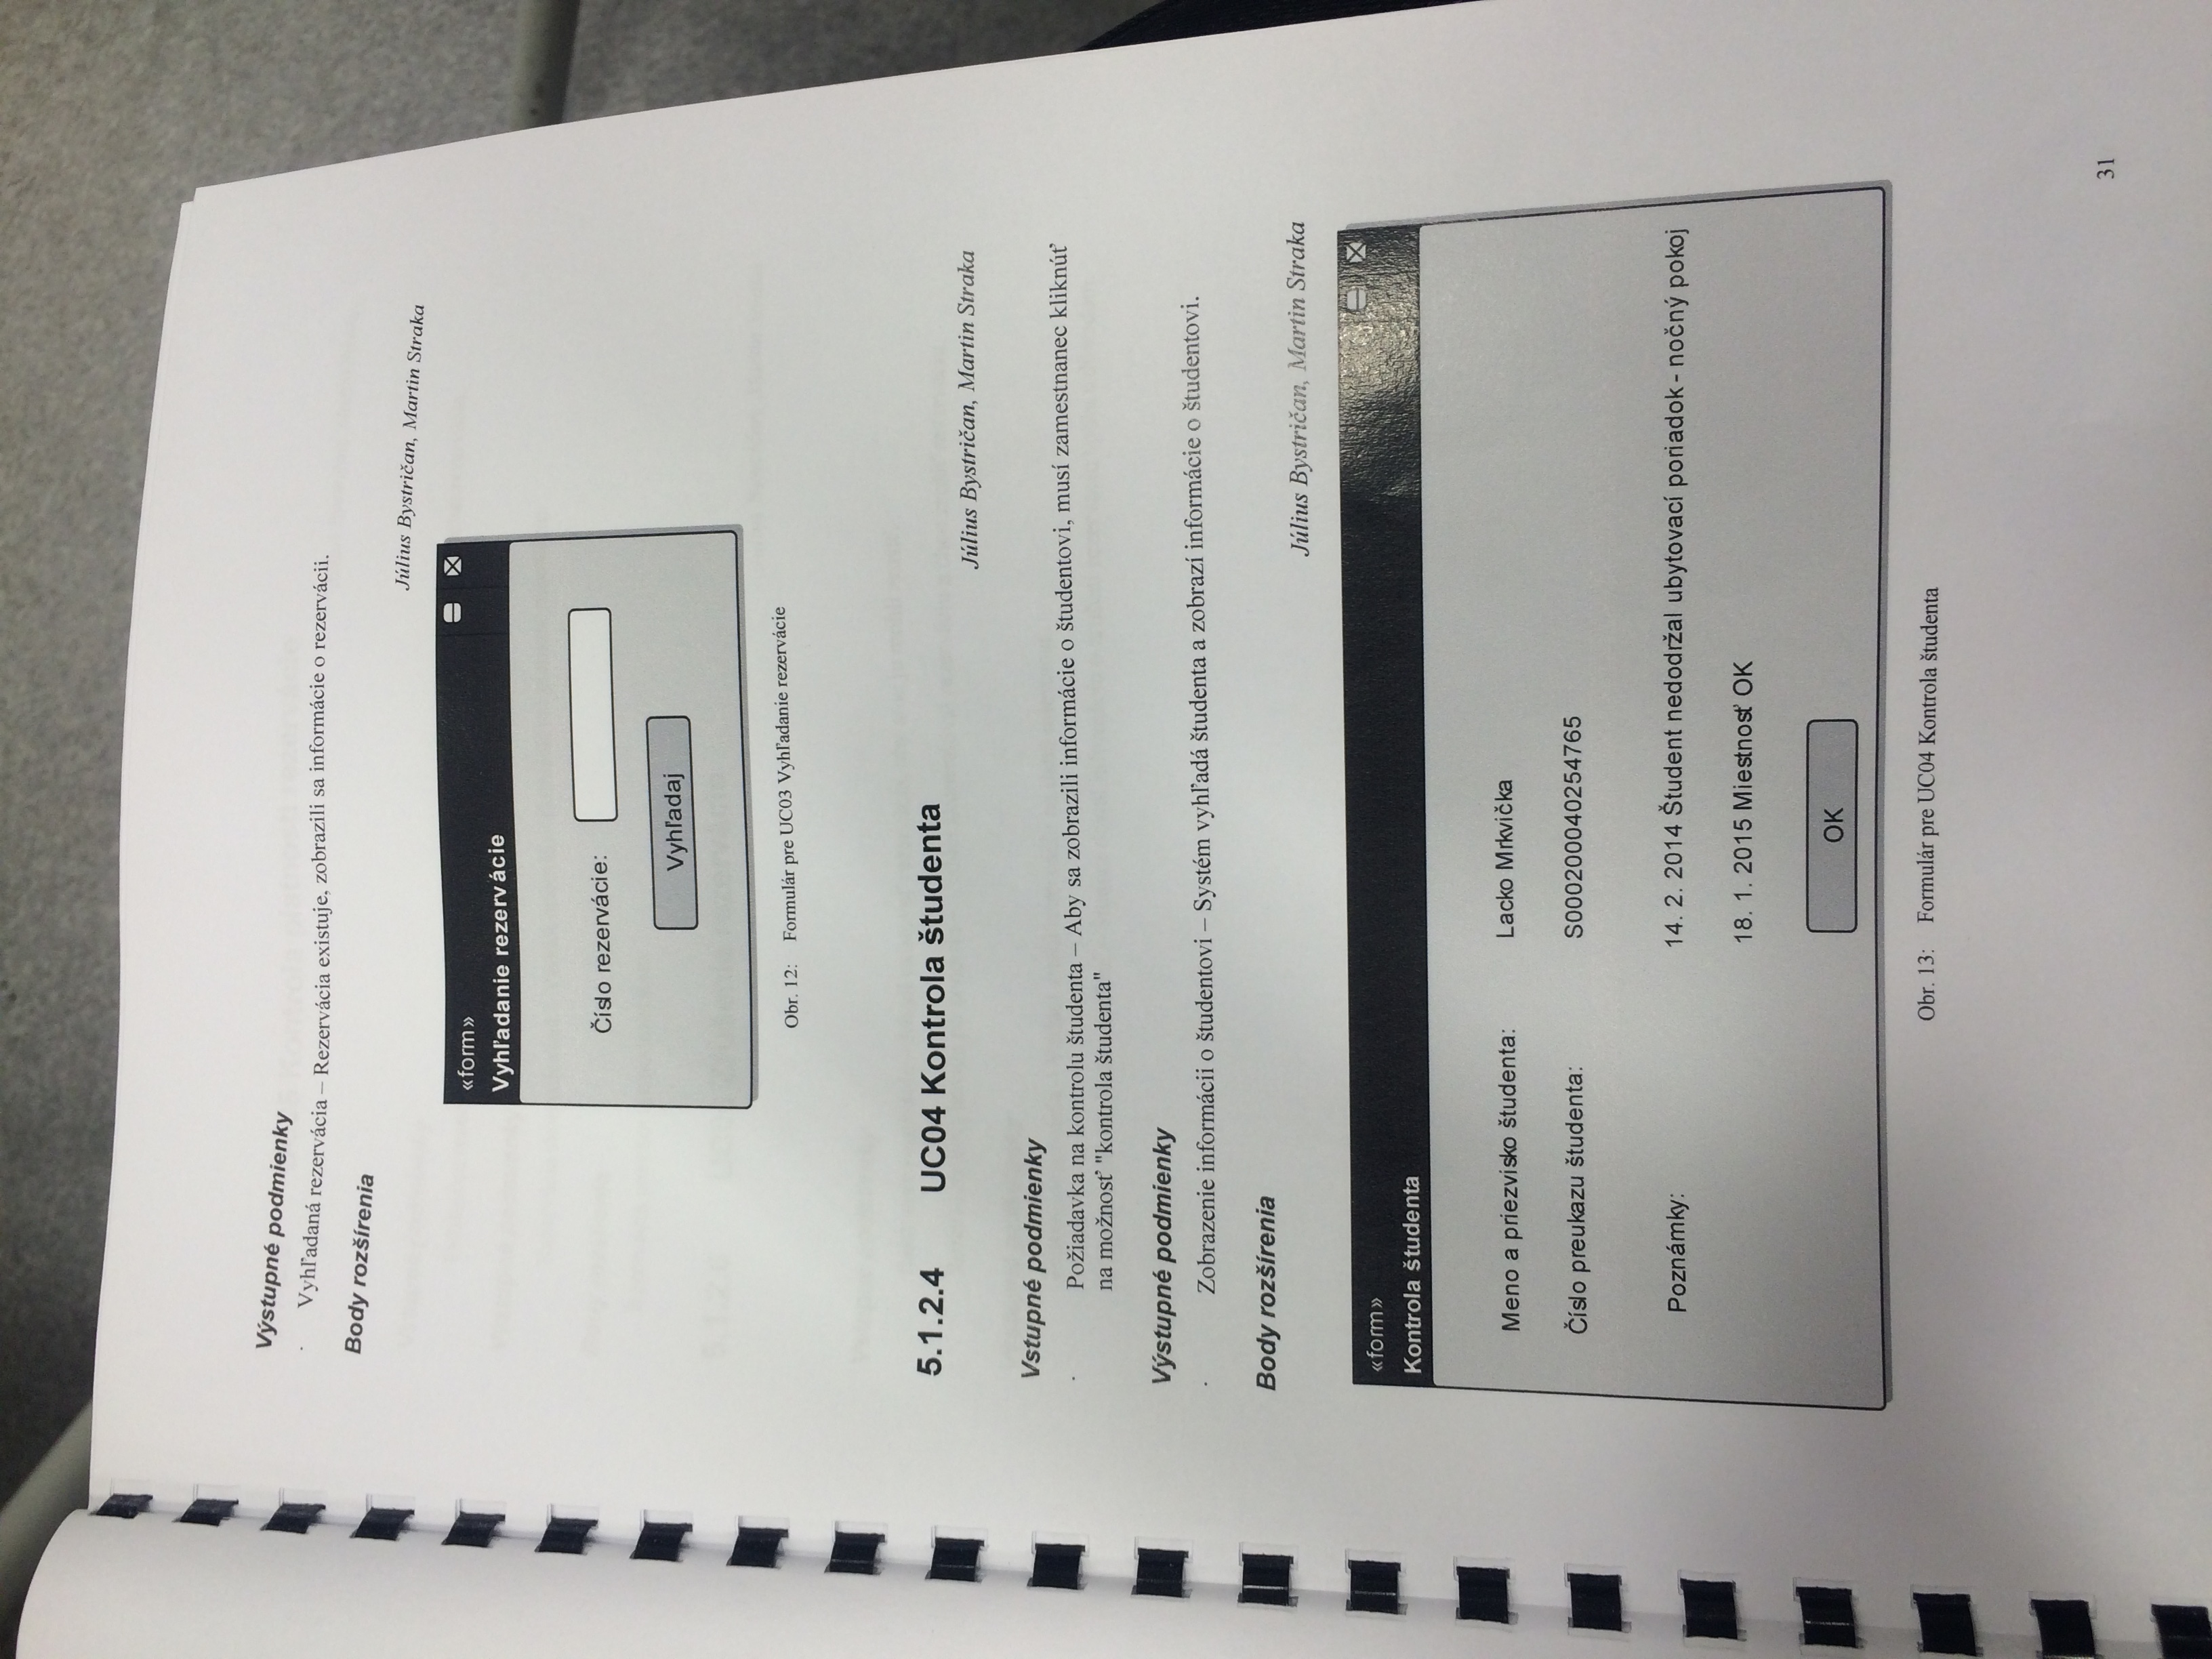 Výstupné podmienky
· Vyhľadaná rezervácia – Rezervácia existuje, zobrazili sa informácie o rezervácii.
Body rozšírenia
Július Bystričan, Martin Straka
«form»
Vyhľadanie rezervácie
Číslo rezervácie:
Vyhľadaj
Obr. 12: Formulár pre UC03 Vyhľadanie rezervácie
5.1.2.4 UC04 Kontrola študenta
Július Bystričan, Martin Straka
Vstupné podmienky
· Požiadavka na kontrolu študenta – Aby sa zobrazili informácie o študentovi, musí zamestnanec kliknúť
na možnosť "kontrola študenta"
Výstupné podmienky
· Zobrazenie informácii o študentovi – Systém vyhľadá študenta a zobrazí informácie o študentovi.
Body rozšírenia
Július Bystričan, Martin Straka
«form»
Kontrola študenta
Meno a priezvisko študenta: Lacko Mrkvička
Číslo preukazu študenta: S000200040254765
Poznámky: 14. 2. 2014 Študent nedodržal ubytovací poriadok - nočný pokoj
18. 1. 2015 Miestnosť OK
OK
Obr. 13: Formulár pre UC04 Kontrola študenta
31